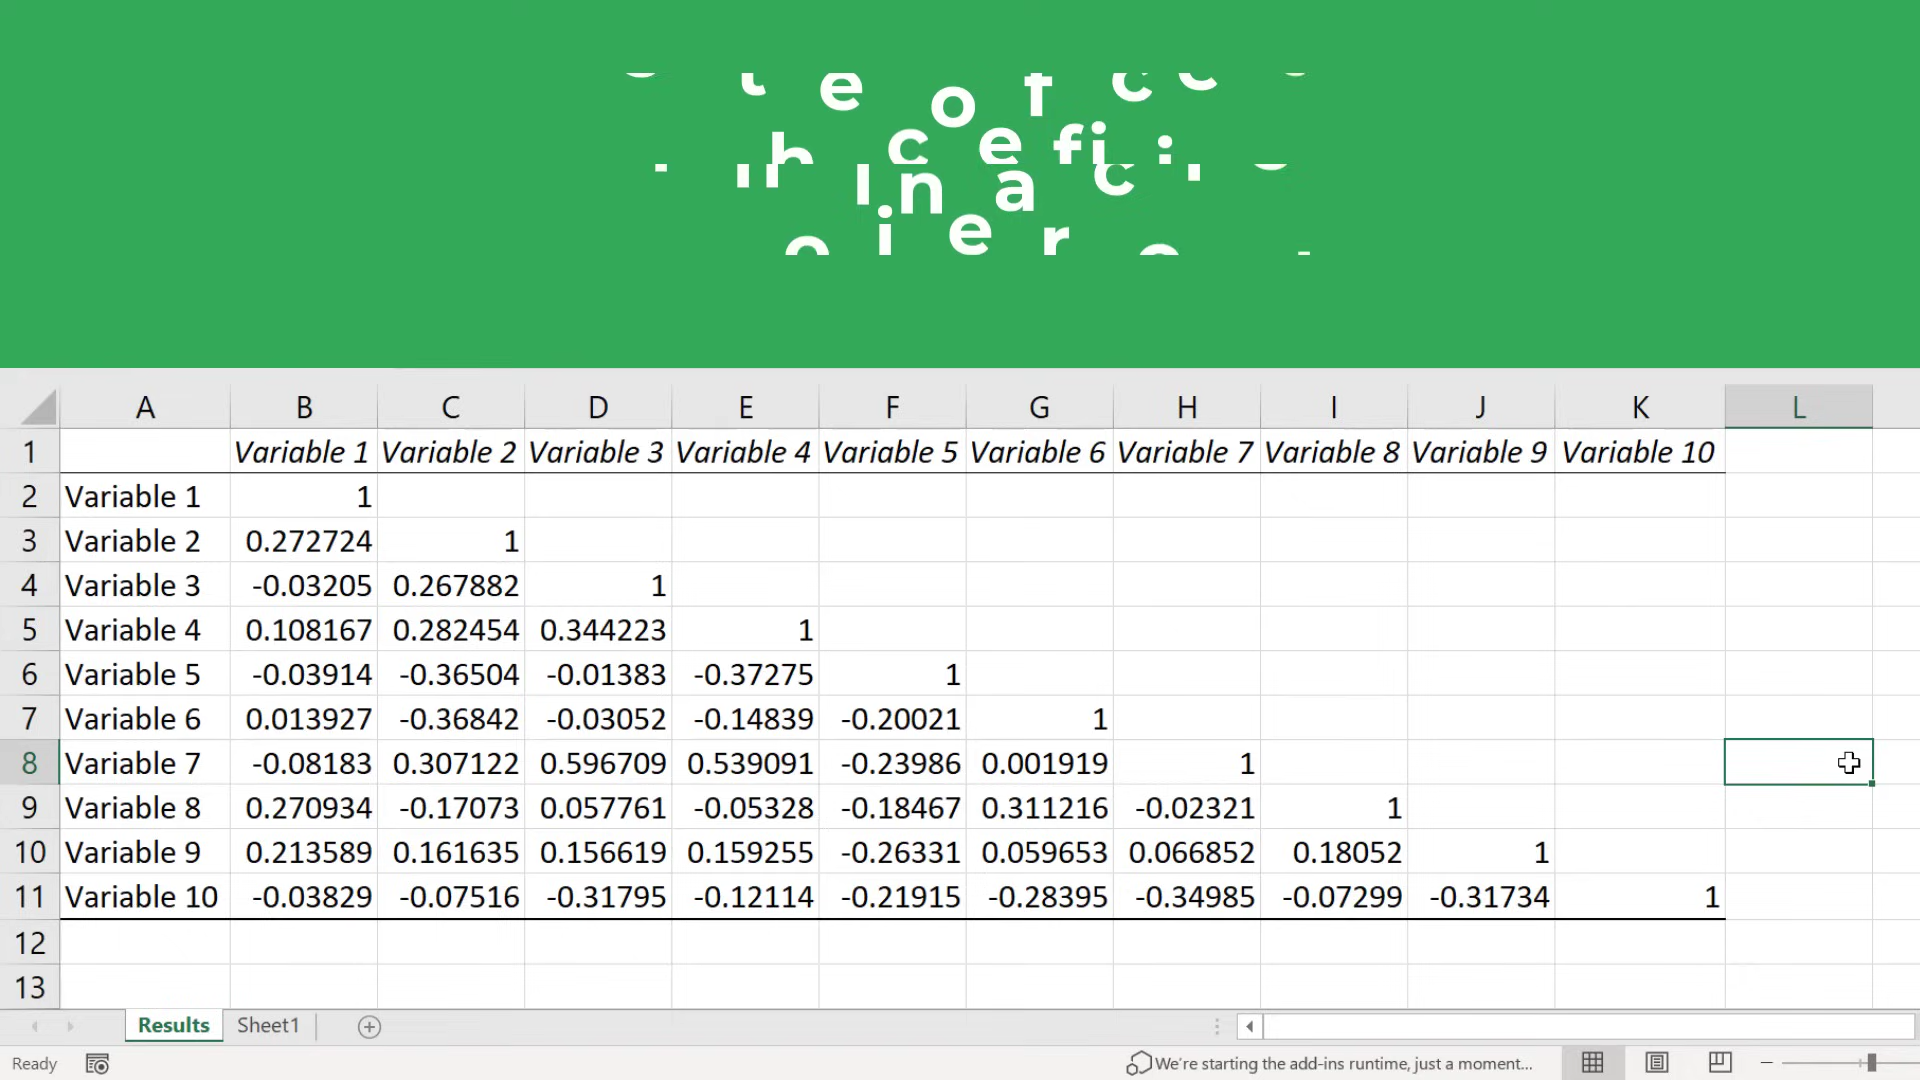 A B C D E F G H I J K L
1 Variable 1 Variable 2 Variable 3 Variable 4 Variable 5 Variable 6 Variable 7 Variable 8 Variable 9 Variable 10
2 Variable 1 1
3 Variable 2 0.272724 1
4 Variable 3 -0.03205 0.267882 1
5 Variable 4 0.108167 0.282454 0.344223 1
6 Variable 5 -0.03914 -0.36504 -0.01383 -0.37275 1
7 Variable 6 0.013927 -0.36842 -0.03052 -0.14839 -0.20021 1
8 Variable 7 -0.08183 0.307122 0.596709 0.539091 -0.23986 0.001919 1
9 Variable 8 0.270934 -0.17073 0.057761 -0.05328 -0.18467 0.311216 -0.02321 1
10 Variable 9 0.213589 0.161635 0.156619 0.159255 -0.26331 0.059653 0.066852 0.18052 1
11 Variable 10 -0.03829 -0.07516 -0.31795 -0.12114 -0.21915 -0.28395 -0.34985 -0.07299 -0.31734 1
12
13
Results Sheet1
Ready We're starting the add-ins runtime, just a moment...